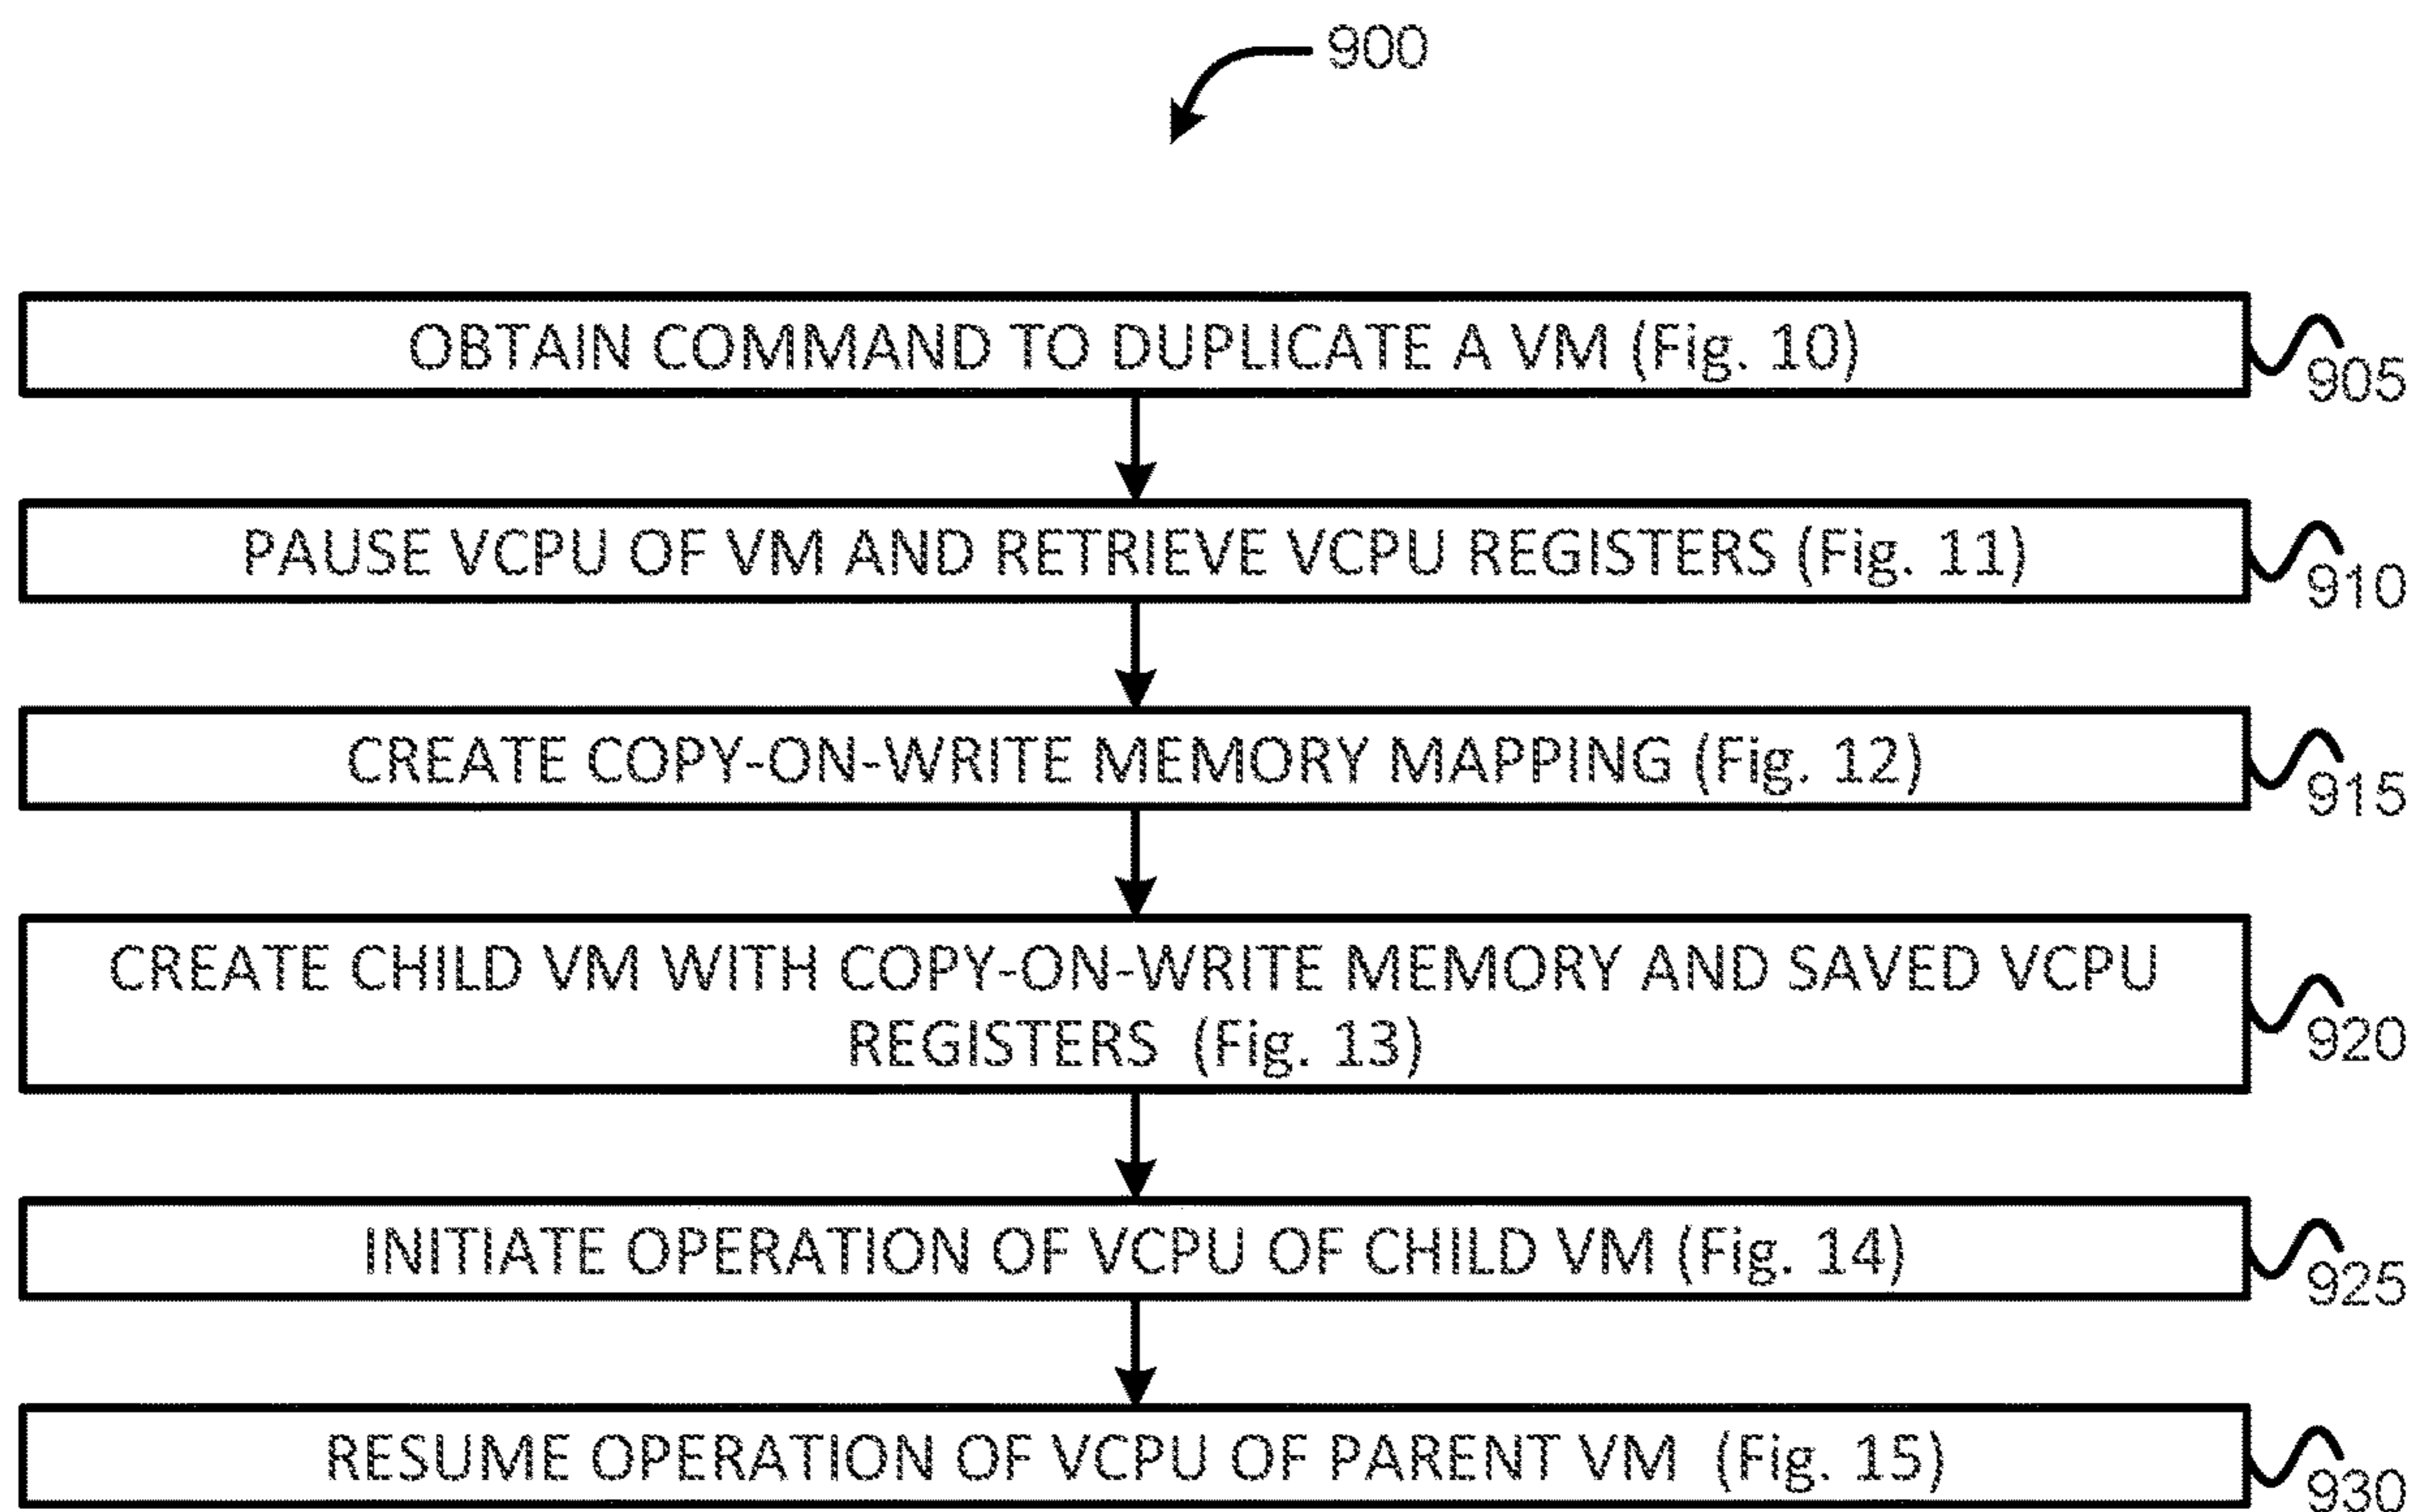 900
OBTAIN COMMAND TO DUPLICATE A VM (Fig. 10)
905
PAUSE VCPU OF VM AND RETRIEVE VCPU REGISTERS (Fig. 11)
910
CREATE COPY-ON-WRITE MEMORY MAPPING (Fig. 12)
915
CREATE CHILD VM WITH COPY-ON-WRITE MEMORY AND SAVED VCPU
REGISTERS (Fig. 13)
920
INITIATE OPERATION OF VCPU OF CHILD VM (Fig. 14)
925
RESUME OPERATION OF VCPU OF PARENT VM (Fig. 15)
930